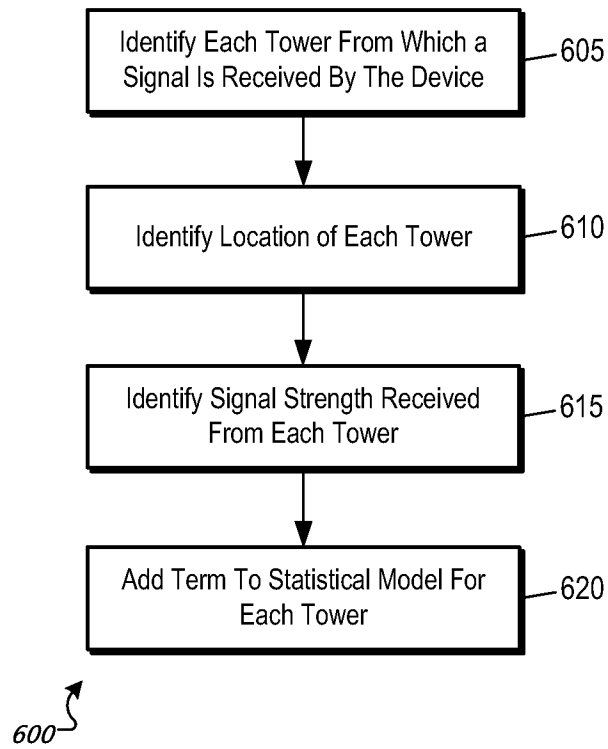 Identify Each Tower From Which a
Signal Is Received By The Device
605
Identify Location of Each Tower
610
Identify Signal Strength Received
From Each Tower
615
Add Term To Statistical Model For
Each Tower
620
600